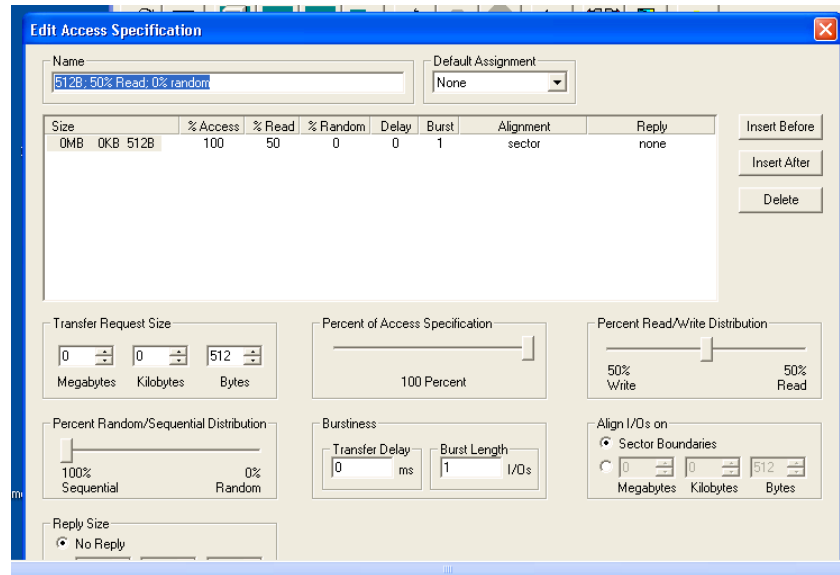 Edit Access Specification
Name
Default Assignment
512B; 50% Read; 0% random
None
Size % Access % Read % Random Delay Burst Alignment Reply
0MB 0KB 512B 100 50 0 0 1 sector none
Insert Before
Insert After
Delete
Transfer Request Size
0 0 512
Megabytes Kilobytes Bytes
Percent of Access Specification
100 Percent
Percent Read/Write Distribution
50% 50%
Write Read
Percent Random/Sequential Distribution
100% 0%
Sequential Random
Burstiness
Transfer Delay Burst Length
0 ms 1 I/Os
Align I/Os on
Sector Boundaries
0 0 512
Megabytes Kilobytes Bytes
Reply Size
No Reply